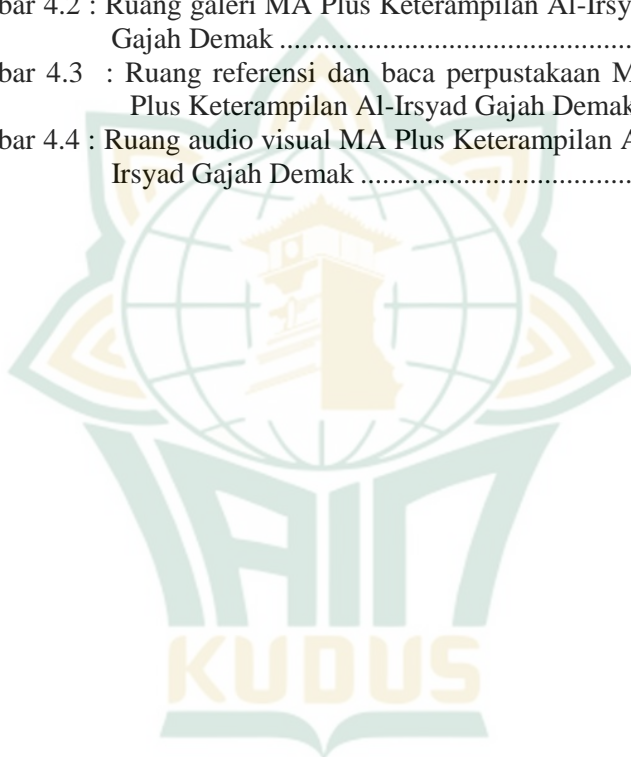 bar 4.2 : Ruang galeri MA Plus Keterampilan Al-Irsy
Gajah Demak ................................................
bar 4.3 : Ruang referensi dan baca perpustakaan M
Plus Keterampilan Al-Irsyad Gajah Demak
bar 4.4 : Ruang audio visual MA Plus Keterampilan A
Irsyad Gajah Demak .....................................
IAIN
KUDUS